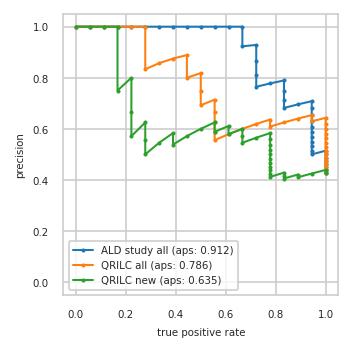 1.0
0.8
0.6
0.4
0.2
0.0
precision
ALD study all (aps: 0.912)
QRILC all (aps: 0.786)
QRILC new (aps: 0.635)
0.0 0.2 0.4 0.6 0.8 1.0
true positive rate